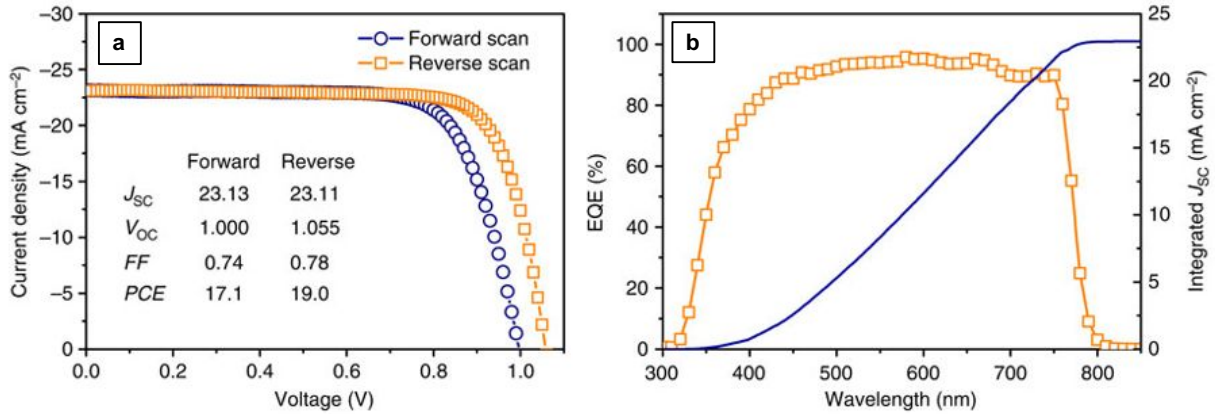 a
Forward scan
Reverse scan
–30
–25
–20
–15
–10
–5
0
Current density (mA cm⁻²)
Forward Reverse
JSC 23.13 23.11
VOC 1.000 1.055
FF 0.74 0.78
PCE 17.1 19.0
0.0 0.2 0.4 0.6 0.8 1.0
Voltage (V)
b
100
80
60
40
20
0
EQE (%)
25
20
15
10
5
0
Integrated JSC (mA cm⁻²)
300 400 500 600 700 800
Wavelength (nm)